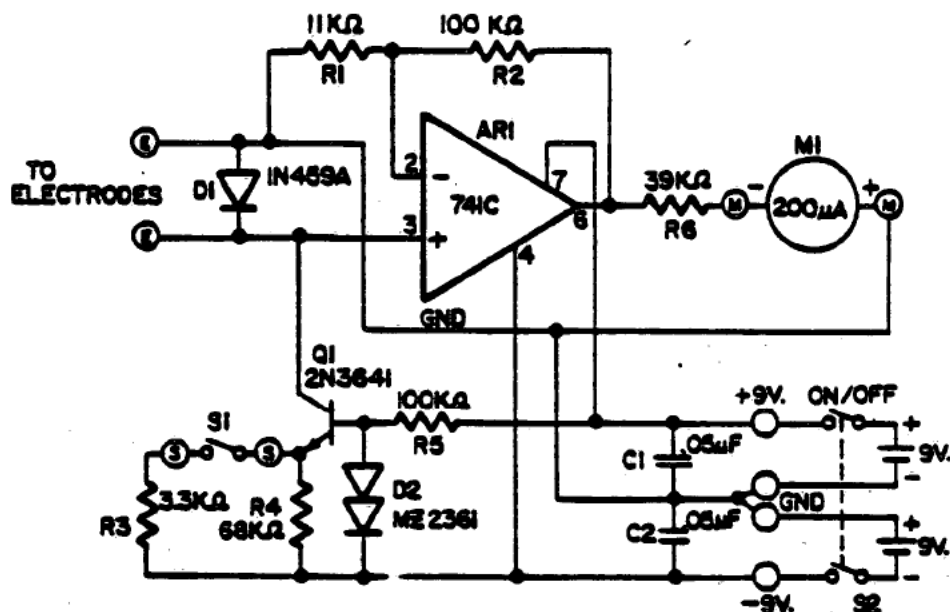 11KΩ
R1
100 KΩ
R2
AR1
2
-
741C
7
6
3
+
4
GND
E
TO
ELECTRODES
D1
1N459A
E
39KΩ
R6
M
-
M1
200μA
+
M
Q1
2N3641
100KΩ
R5
S
S1
S
R3
3.3KΩ
R4
68KΩ
D2
MZ2361
C1
.05μF
C2
.05μF
+9V.
ON/OFF
+
9V.
-
GND
+
9V.
-
-9V.
S2